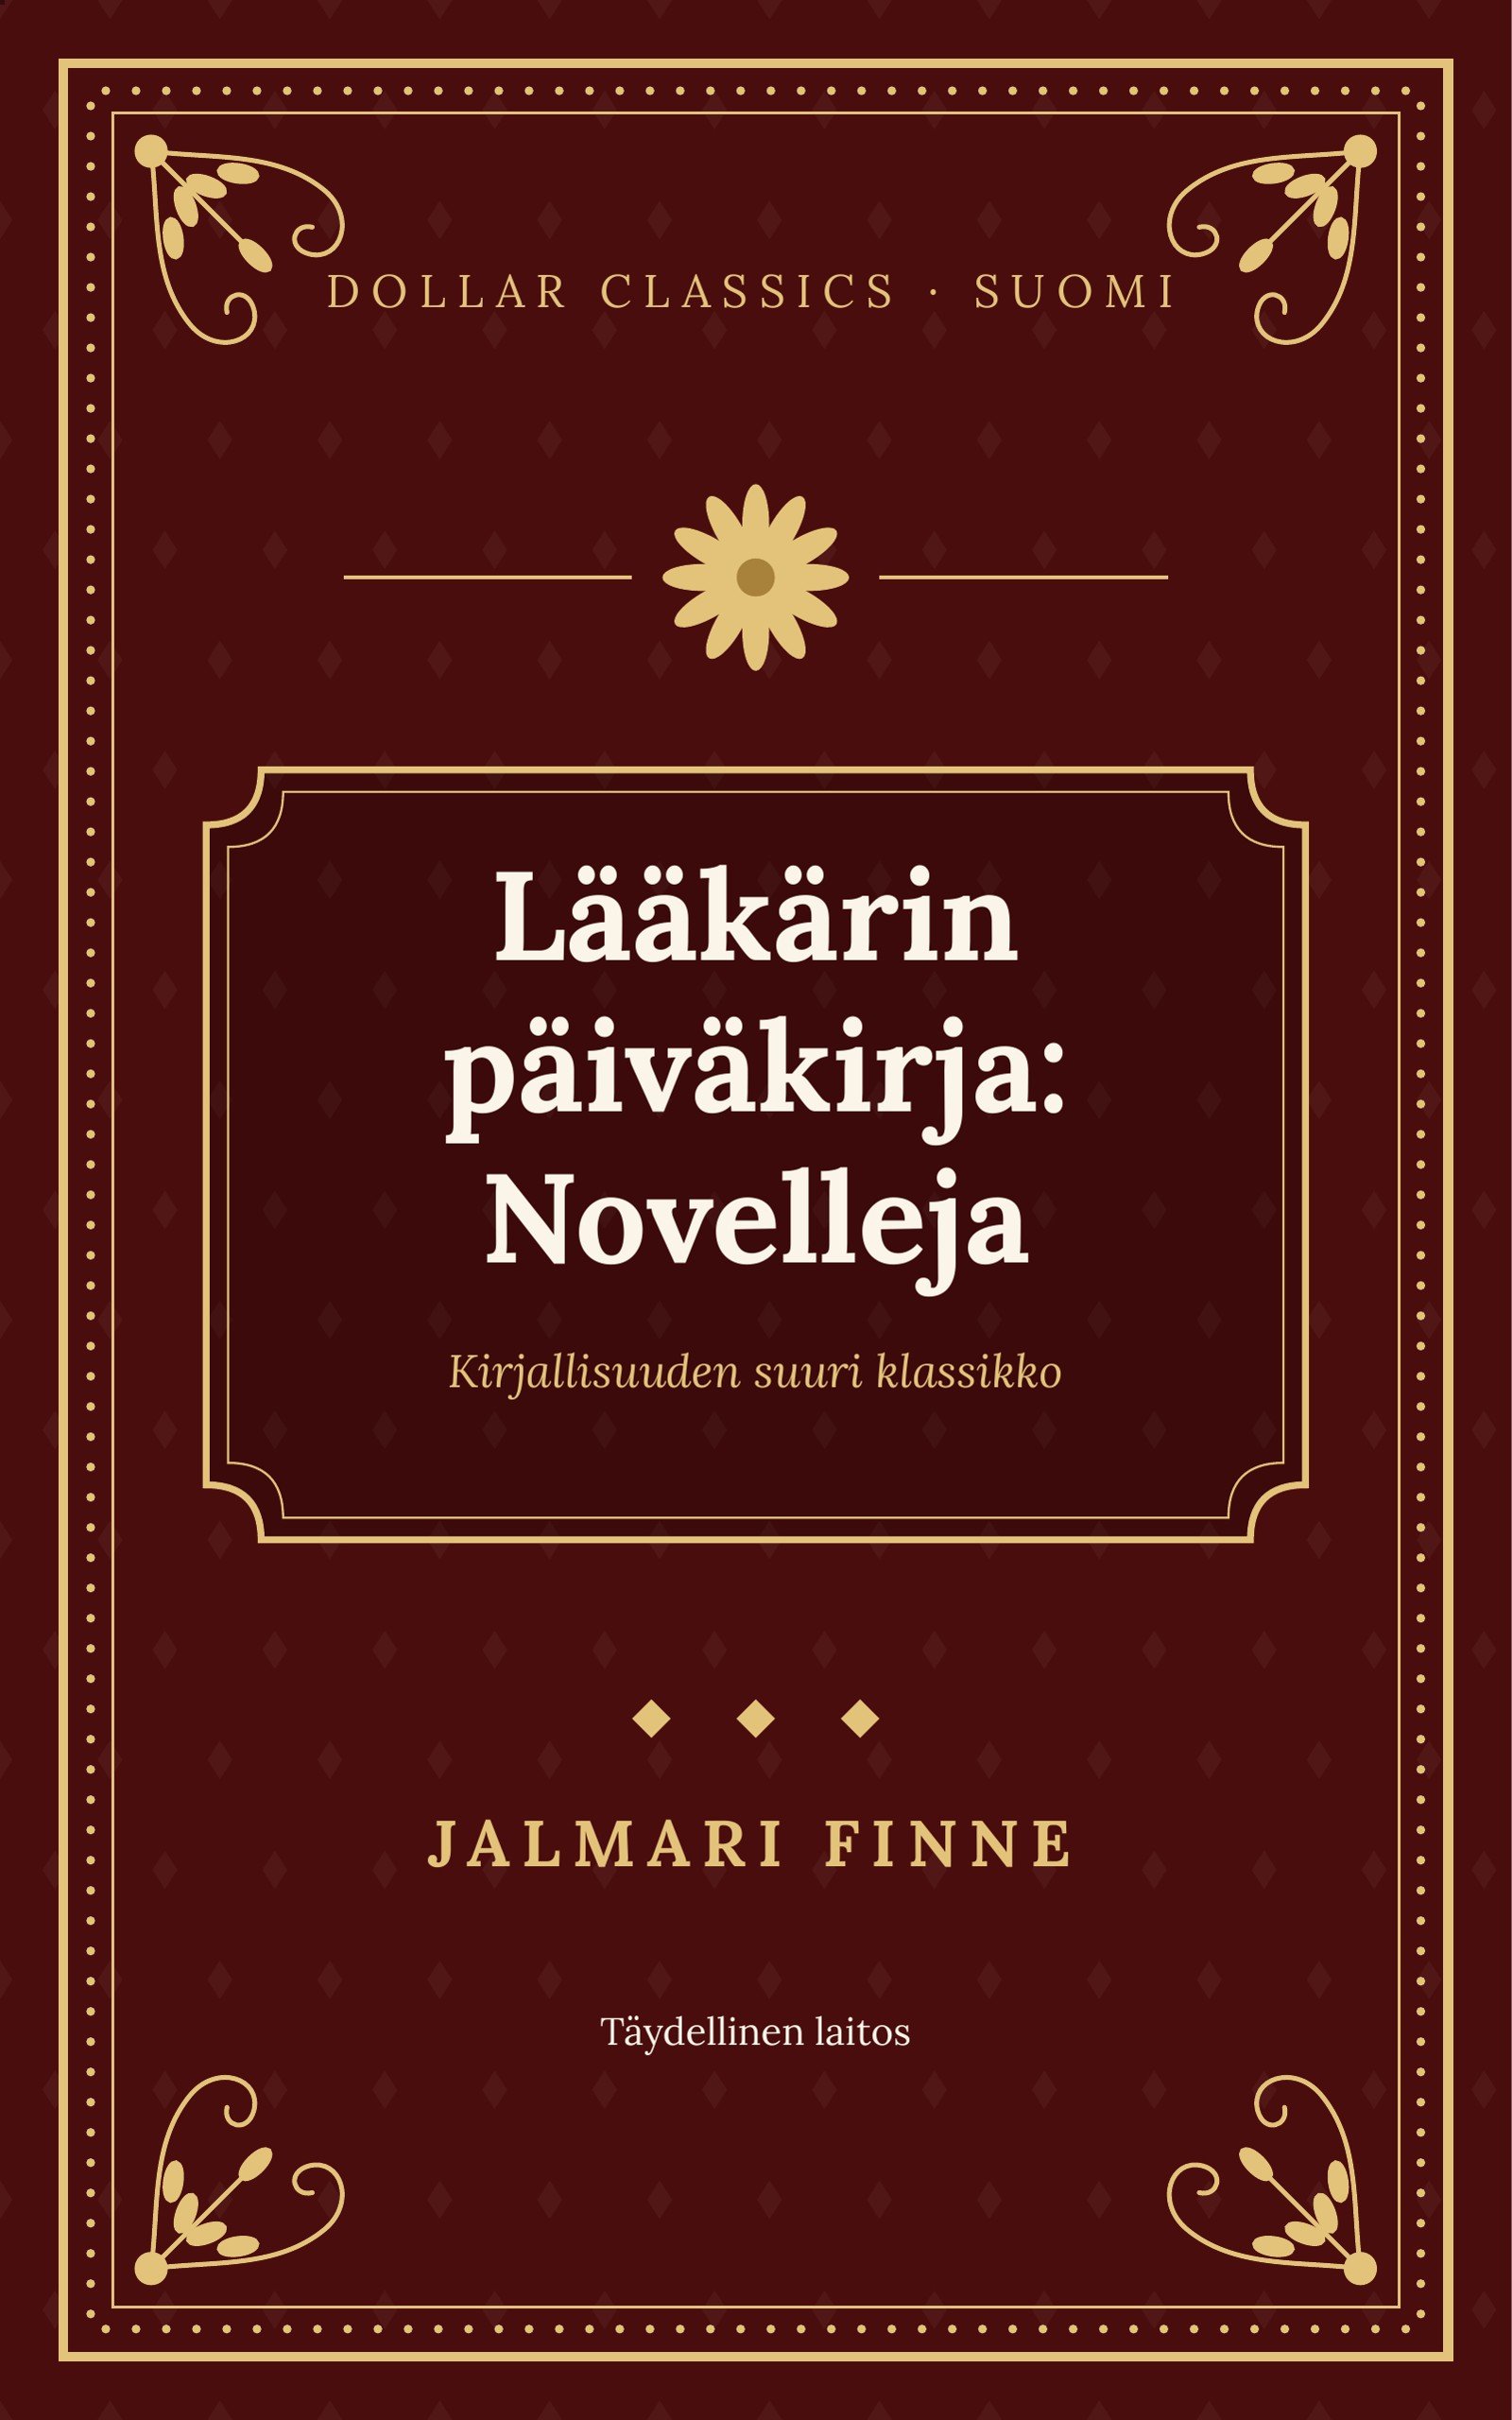 DOLLAR CLASSICS · SUOMI
Lääkärin
päiväkirja:
Novelleja
Kirjallisuuden suuri klassikko
JALMARI FINNE
Täydellinen laitos